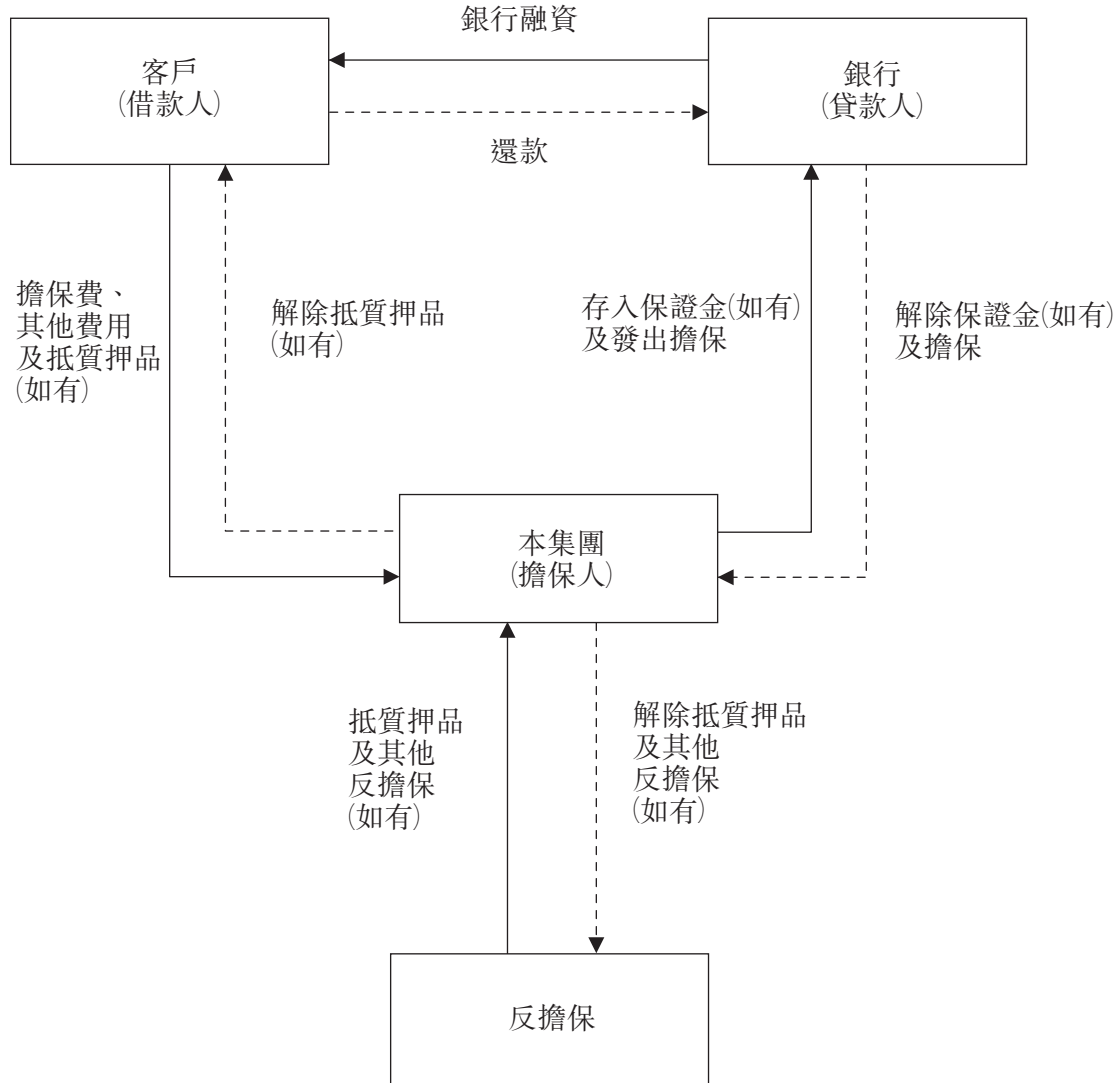 銀行融資
客戶
(借款人)
銀行
(貸款人)
還款
擔保費、
其他費用
及抵質押品
(如有)
解除抵質押品
(如有)
存入保證金(如有)
及發出擔保
解除保證金(如有)
及擔保
本集團
(擔保人)
抵質押品
及其他
反擔保
(如有)
解除抵質押品
及其他
反擔保
(如有)
反擔保